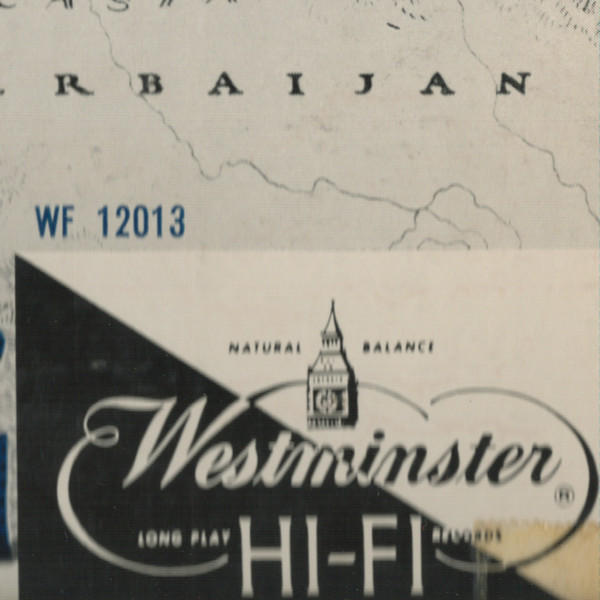 RBAIJAN
WF 12013
NATURAL BALANCE
Westminster®
LONG PLAY HI-FI RECORDS